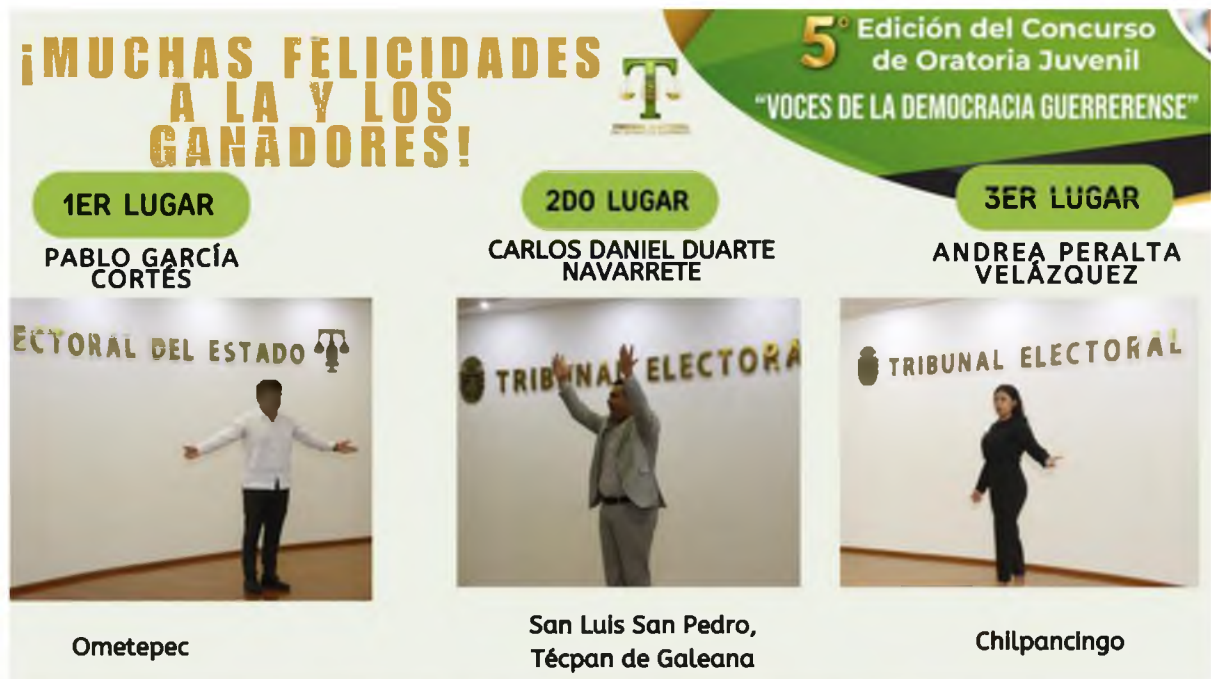 ¡MUCHAS FELICIDADES
A LA Y LOS
GANADORES!
5°
Edición del Concurso
de Oratoria Juvenil
"VOCES DE LA DEMOCRACIA GUERRERENSE"
1ER LUGAR
PABLO GARCÍA
CORTÉS
ECTORAL DEL ESTADO
Ometepec
2DO LUGAR
CARLOS DANIEL DUARTE
NAVARRETE
TRIBUNAL ELECTORA
San Luis San Pedro,
Técpan de Galeana
3ER LUGAR
ANDREA PERALTA
VELÁZQUEZ
TRIBUNAL ELECTORAL
Chilpancingo